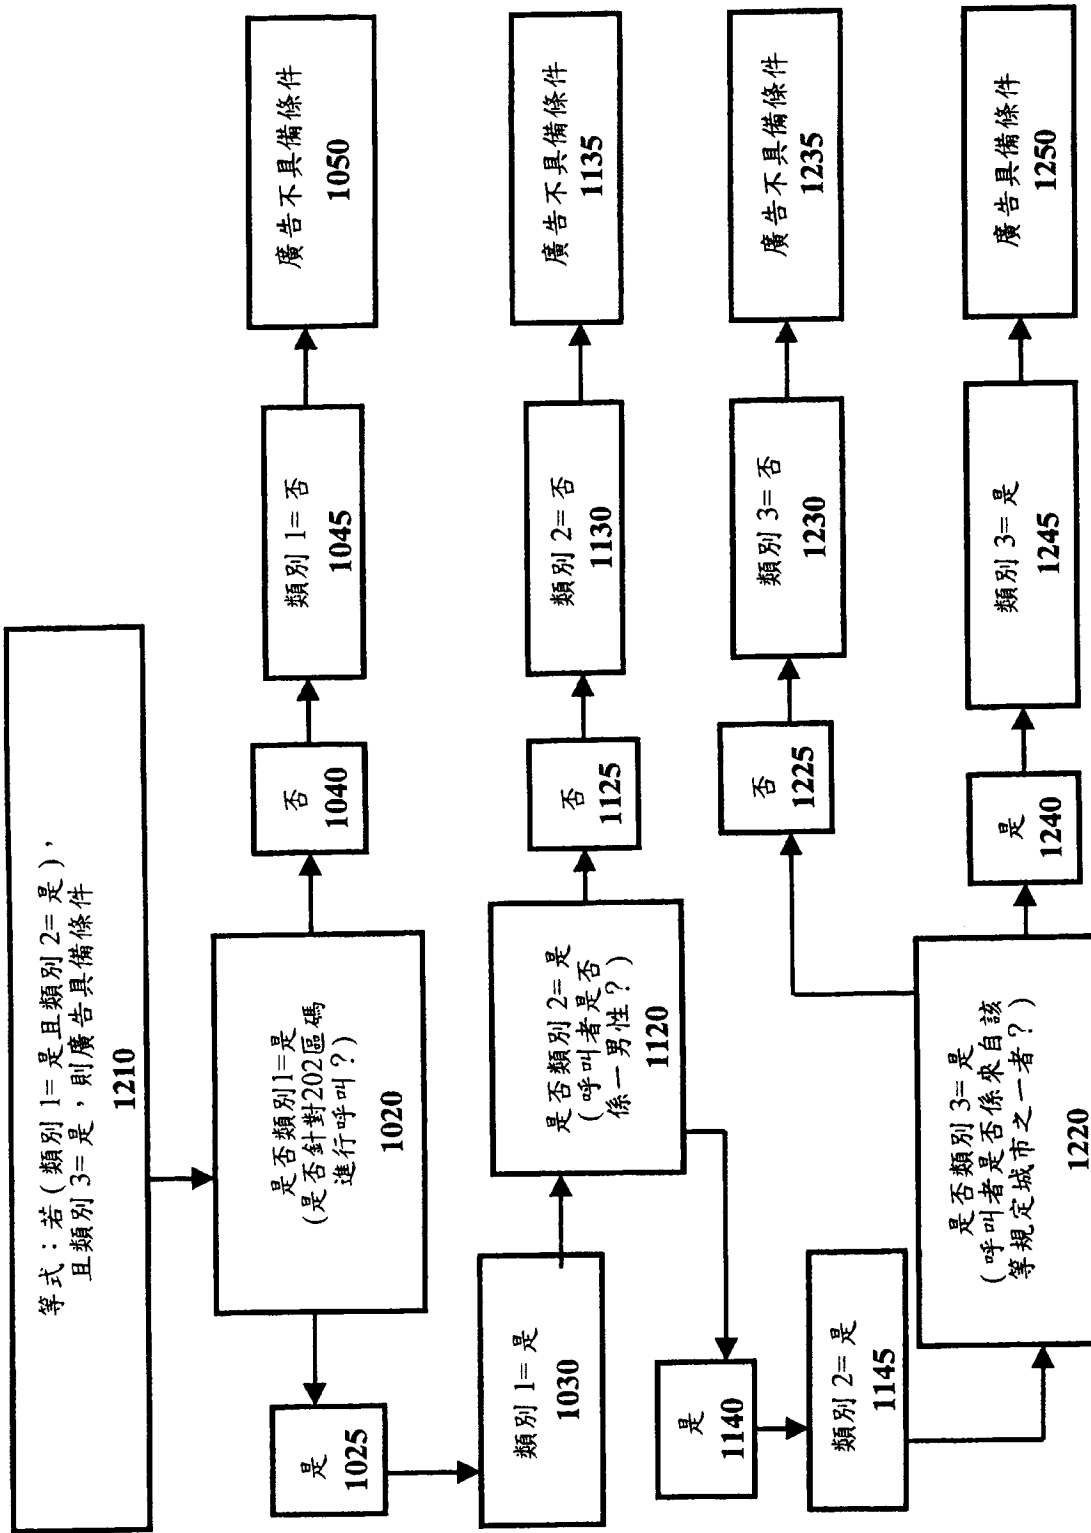 等式：若(類別 1= 是且類別 2= 是)，
且類別 3= 是，則廣告具備條件
1210
是否類別 1=是
(是否針對202區碼
進行呼叫？)
1020
否
1040
類別 1= 否
1045
廣告不具備條件
1050
是
1025
類別 1= 是
1030
是否類別 2= 是
(呼叫者是否
係一男性？)
1120
否
1125
類別 2= 否
1130
廣告不具備條件
1135
是
1140
類別 2= 是
1145
是否類別 3= 是
(呼叫者是否係來自該
等規定城市之一者？)
1220
否
1225
類別 3= 否
1230
廣告不具備條件
1235
是
1240
類別 3= 是
1245
廣告具備條件
1250